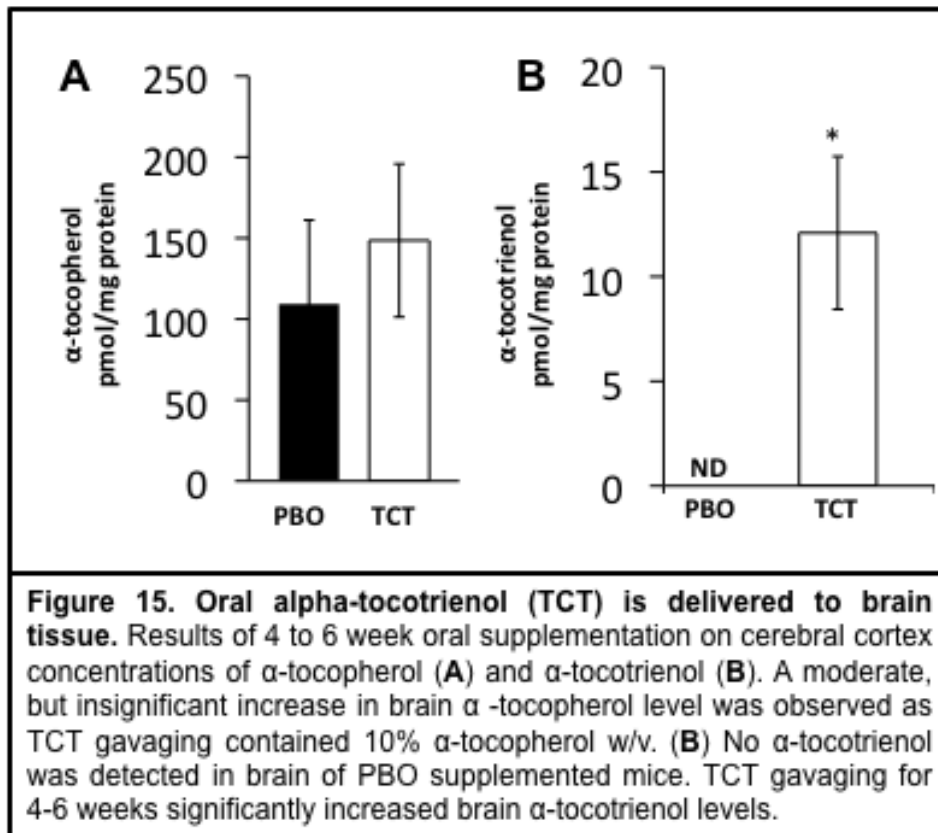 A
250
200
150
100
50
0
α-tocopherol
pmol/mg protein
PBO
TCT
B
20
15
10
5
0
α-tocotrienol
pmol/mg protein
*
ND
PBO
TCT
Figure 15. Oral alpha-tocotrienol (TCT) is delivered to brain
tissue. Results of 4 to 6 week oral supplementation on cerebral cortex
concentrations of α-tocopherol (A) and α-tocotrienol (B). A moderate,
but insignificant increase in brain α -tocopherol level was observed as
TCT gavaging contained 10% α-tocopherol w/v. (B) No α-tocotrienol
was detected in brain of PBO supplemented mice. TCT gavaging for
4-6 weeks significantly increased brain α-tocotrienol levels.